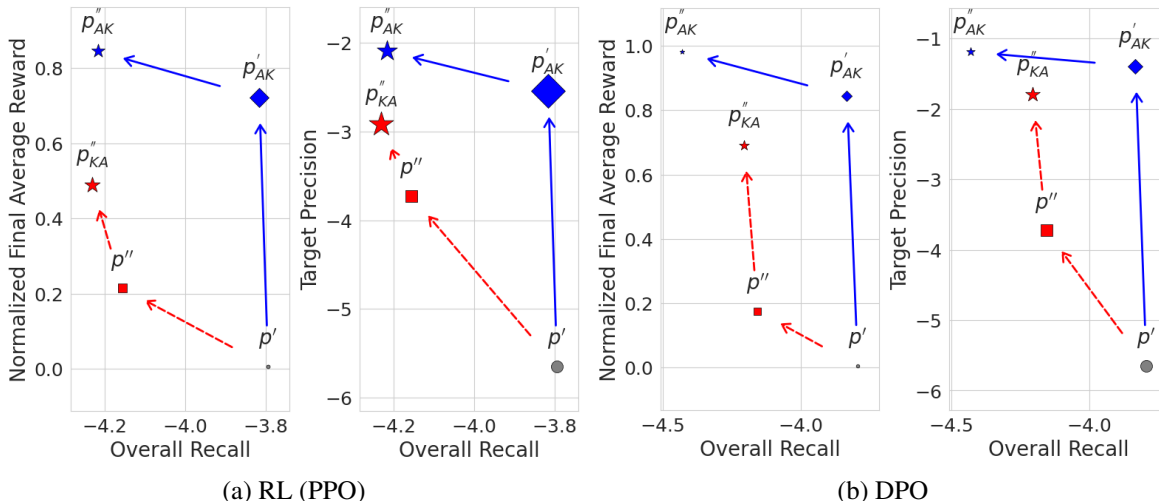 p''_{AK}
p'_{AK}
p''_{KA}
p''
p'
0.8
0.6
0.4
0.2
0.0
Normalized Final Average Reward
−4.2
−4.0
−3.8
Overall Recall
p''_{AK}
p'_{AK}
p''_{KA}
p''
p'
−2
−3
−4
−5
−6
Target Precision
−4.2
−4.0
−3.8
Overall Recall
(a) RL (PPO)
p''_{AK}
p'_{AK}
p''_{KA}
p''
p'
1.0
0.8
0.6
0.4
0.2
0.0
Normalized Final Average Reward
−4.5
−4.0
Overall Recall
p''_{AK}
p'_{AK}
p''_{KA}
p''
p'
−1
−2
−3
−4
−5
−6
Target Precision
−4.5
−4.0
Overall Recall
(b) DPO